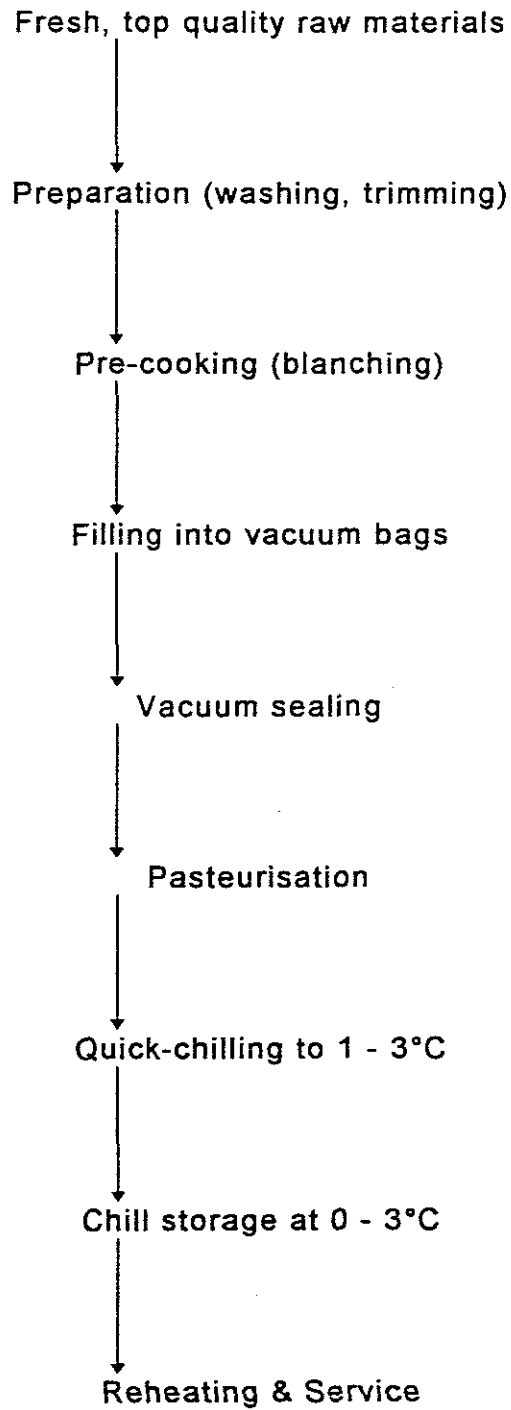 Fresh, top quality raw materials
Preparation (washing, trimming)
Pre-cooking (blanching)
Filling into vacuum bags
Vacuum sealing
Pasteurisation
Quick-chilling to 1 - 3°C
Chill storage at 0 - 3°C
Reheating & Service